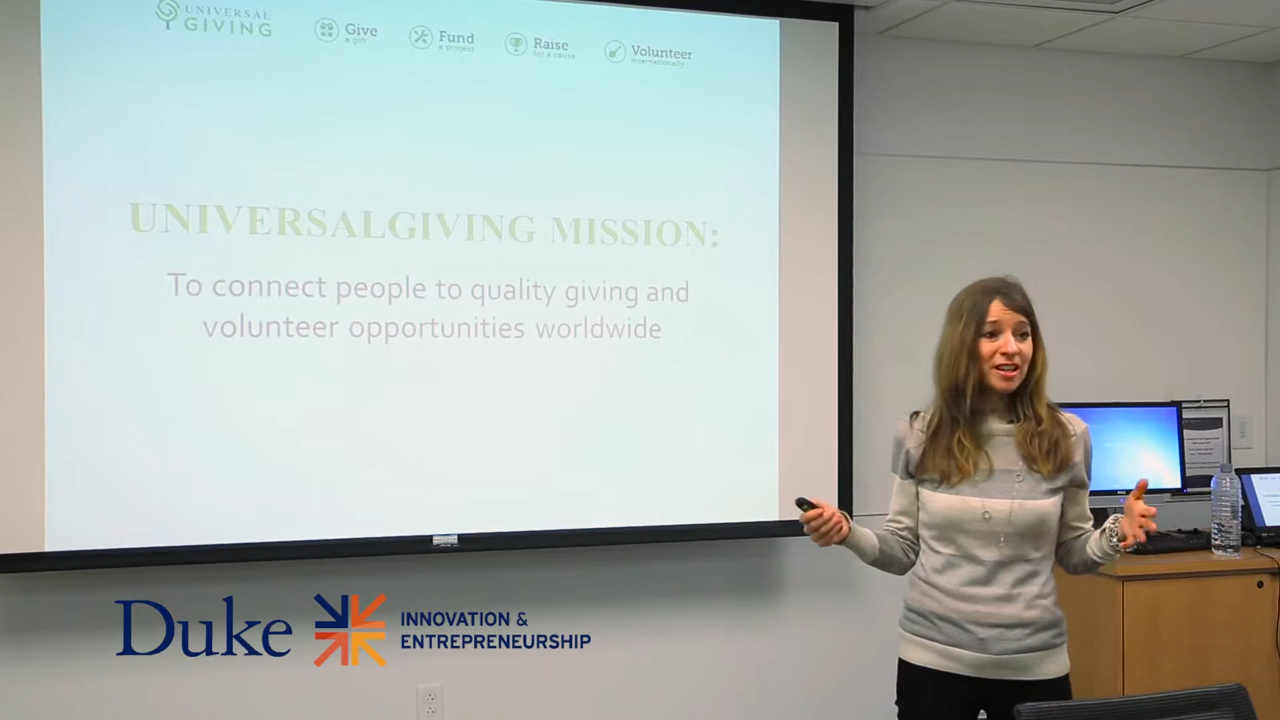 UNIVERSAL
GIVING
Give
a gift
Fund
a project
Raise
for a cause
Volunteer
internationally
UNIVERSALGIVING MISSION:
To connect people to quality giving and
volunteer opportunities worldwide
Duke
INNOVATION &
ENTREPRENEURSHIP